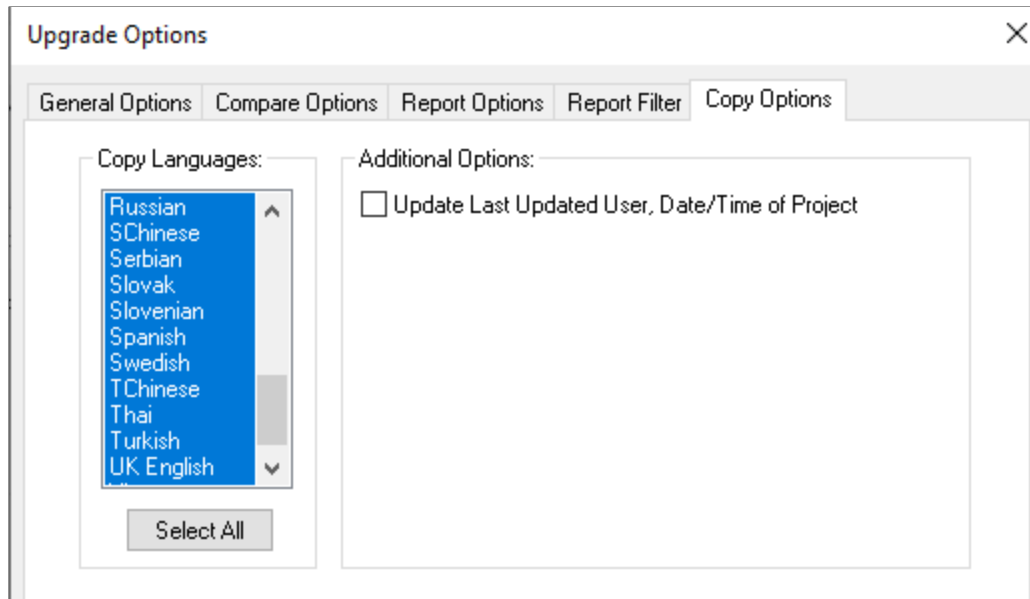 Upgrade Options
General Options
Compare Options
Report Options
Report Filter
Copy Options
Copy Languages:
Russian
SChinese
Serbian
Slovak
Slovenian
Spanish
Swedish
TChinese
Thai
Turkish
UK English
Select All
Additional Options:
Update Last Updated User, Date/Time of Project